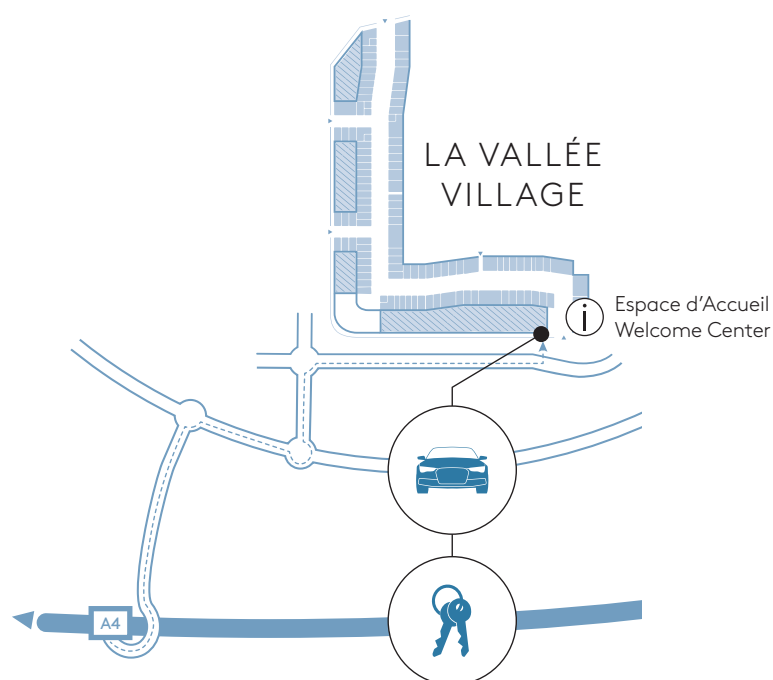 LA VALLÉE
VILLAGE
i
Espace d'Accueil
Welcome Center
A4